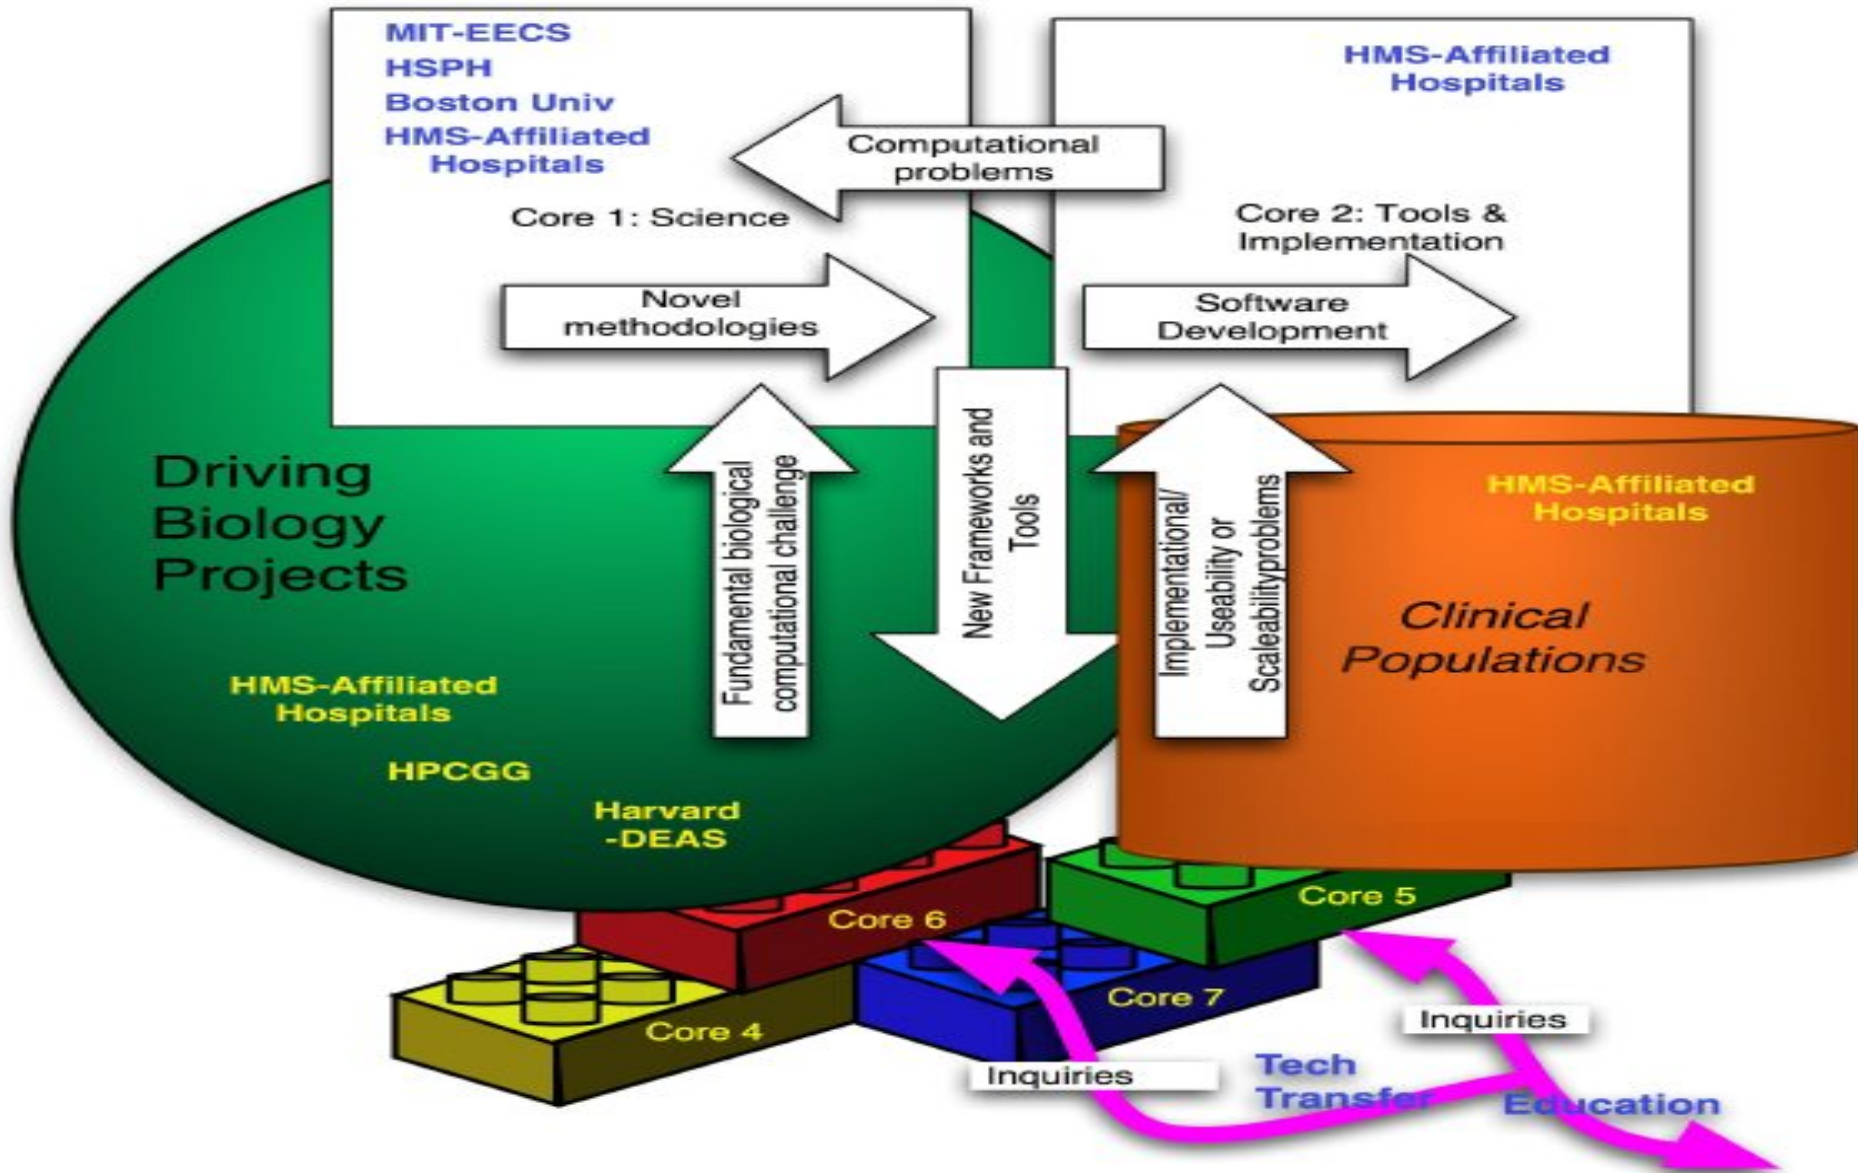 MIT-EECS
HSPH
Boston Univ
HMS-Affiliated
Hospitals
HMS-Affiliated
Hospitals
Computational
problems
Core 1: Science
Core 2: Tools &
Implementation
Novel
methodologies
Software
Development
Driving
Biology
Projects
Fundamental biological
computational challenge
New Frameworks and
Tools
Implementational/
Useability or
Scaleabilityproblems
HMS-Affiliated
Hospitals
Clinical
Populations
HMS-Affiliated
Hospitals
HPCGG
Harvard
-DEAS
Core 6
Core 5
Core 4
Core 7
Inquiries
Inquiries
Tech
Transfer
Education